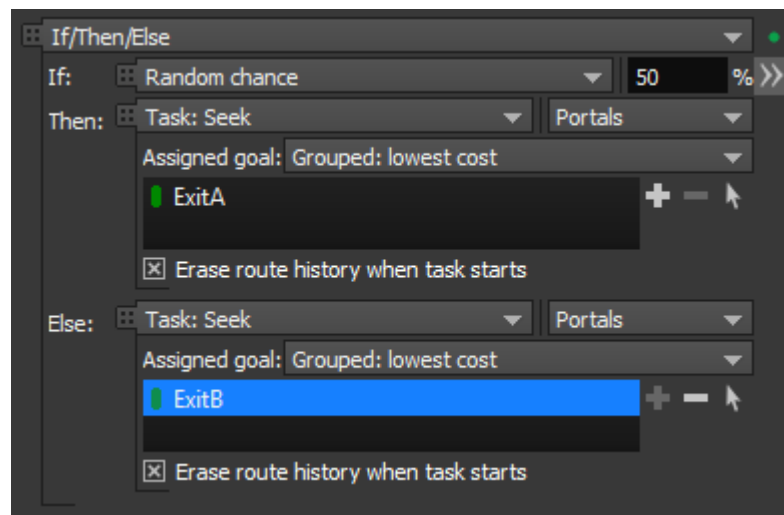 If/Then/Else
If: Random chance 50 %
Then: Task: Seek Portals
Assigned goal: Grouped: lowest cost
ExitA
Erase route history when task starts
Else: Task: Seek Portals
Assigned goal: Grouped: lowest cost
ExitB
Erase route history when task starts